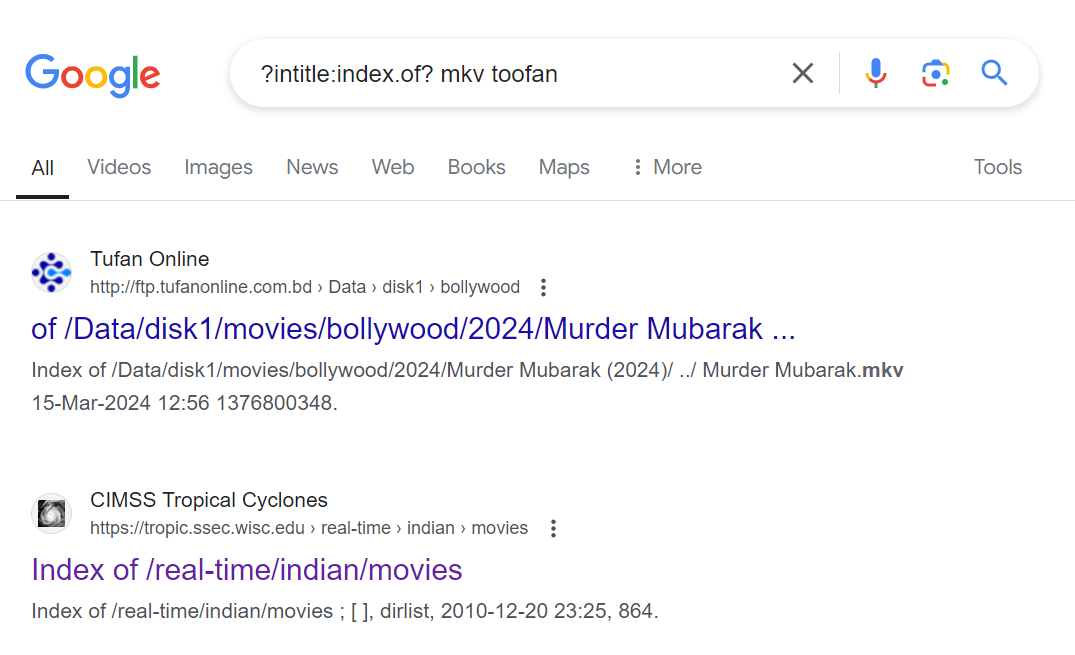 Google
?intitle:index.of? mkv toofan
All Videos Images News Web Books Maps More Tools
Tufan Online
http://ftp.tufanonline.com.bd › Data › disk1 › bollywood
of /Data/disk1/movies/bollywood/2024/Murder Mubarak ...
Index of /Data/disk1/movies/bollywood/2024/Murder Mubarak (2024)/ ../ Murder Mubarak.mkv
15-Mar-2024 12:56 1376800348.
CIMSS Tropical Cyclones
https://tropic.ssec.wisc.edu › real-time › indian › movies
Index of /real-time/indian/movies
Index of /real-time/indian/movies ; [ ], dirlist, 2010-12-20 23:25, 864.